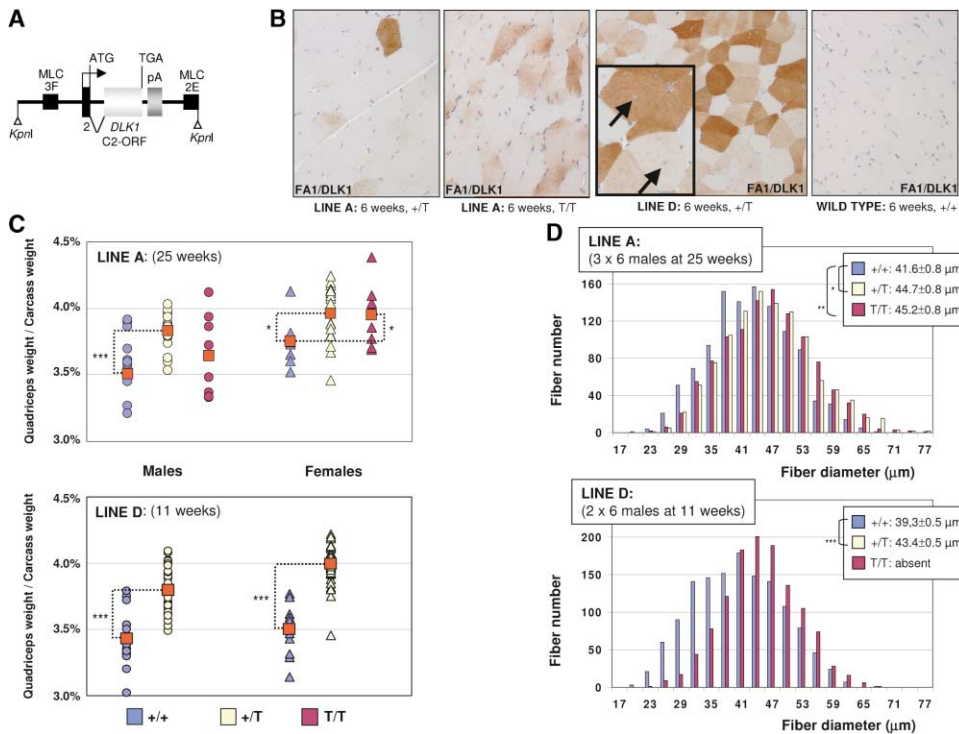 A
ATG
TGA
MLC
3F
pA
MLC
2E
KpnI
2
DLK1
C2-ORF
KpnI
B
FA1/DLK1
FA1/DLK1
FA1/DLK1
FA1/DLK1
LINE A: 6 weeks, +/T
LINE A: 6 weeks, T/T
LINE D: 6 weeks, +/T
WILD TYPE: 6 weeks, +/+
C
Quadriceps weight / Carcass weight
4.5%
4.0%
3.5%
3.0%
LINE A: (25 weeks)
***
*
*
Males
Females
Quadriceps weight / Carcass weight
4.5%
4.0%
3.5%
3.0%
LINE D: (11 weeks)
***
***
+/+
+/T
T/T
D
LINE A:
(3 x 6 males at 25 weeks)
+/+: 41.6±0.8 µm
+/T: 44.7±0.8 µm
T/T: 45.2±0.8 µm
*
**
Fiber number
160
120
80
40
0
17 23 29 35 41 47 53 59 65 71 77
Fiber diameter (µm)
LINE D:
(2 x 6 males at 11 weeks)
+/+: 39,3±0.5 µm
+/T: 43.4±0.5 µm
T/T: absent
***
Fiber number
200
150
100
50
0
17 23 29 35 41 47 53 59 65 71 77
Fiber diameter (µm)